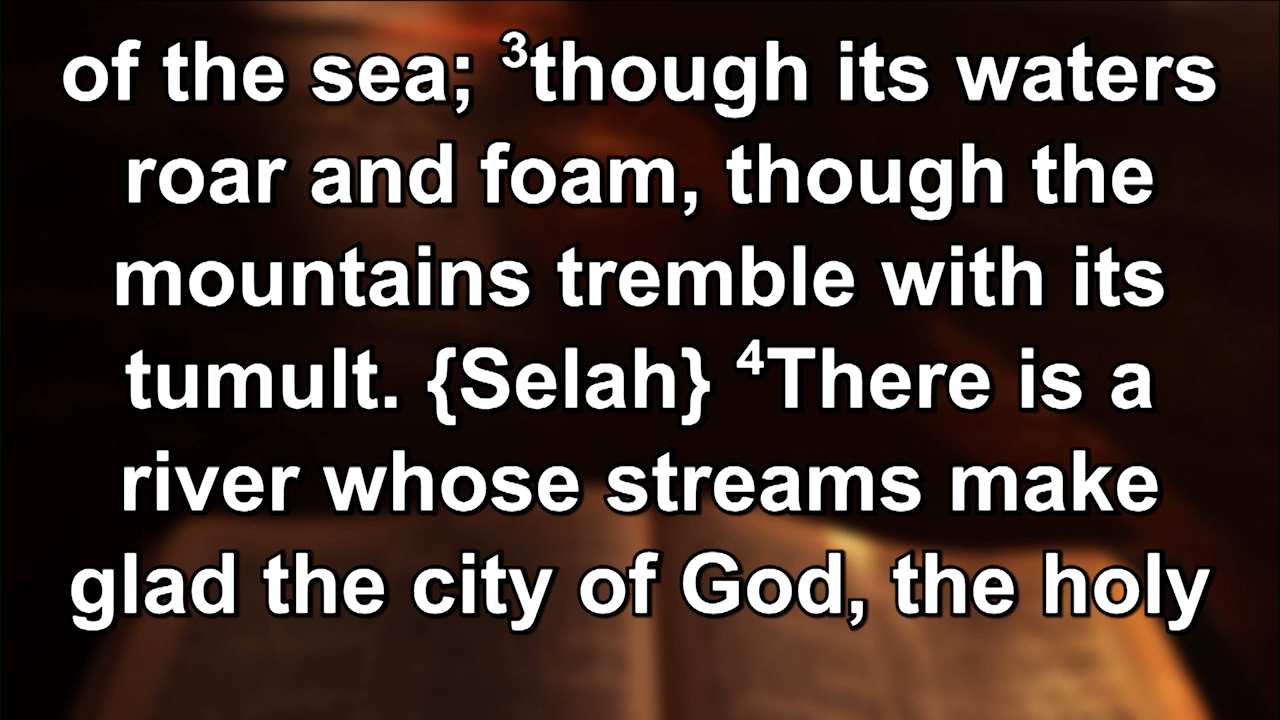 of the sea; ³though its waters
roar and foam, though the
mountains tremble with its
tumult. {Selah} ⁴There is a
river whose streams make
glad the city of God, the holy